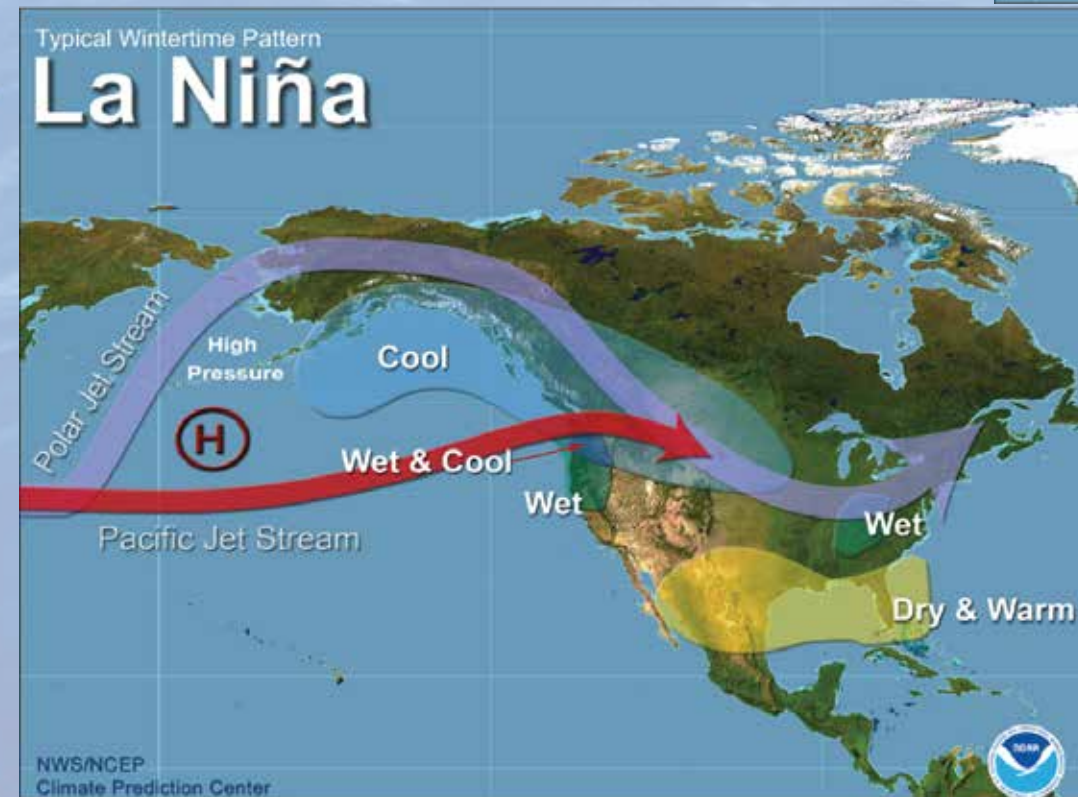 Typical Wintertime Pattern
La Niña
Polar Jet Stream
High
Pressure
H
Cool
Wet & Cool
Wet
Pacific Jet Stream
Wet
Dry & Warm
NWS/NCEP
Climate Prediction Center
NOAA